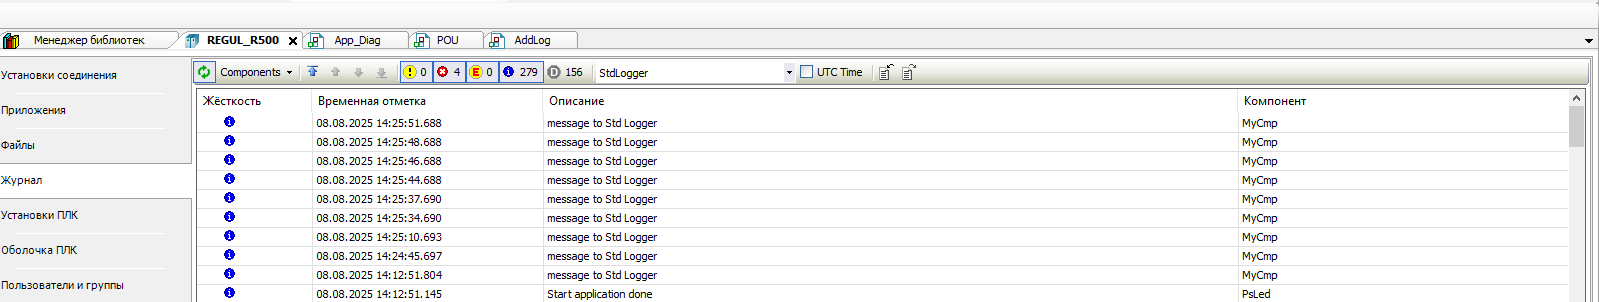 Менеджер библиотек REGUL_R500 App_Diag POU AddLog
Установки соединения
Приложения
Файлы
Журнал
Установки ПЛК
Оболочка ПЛК
Пользователи и группы
Components 0 4 E 0 279 D 156 StdLogger UTC Time
Жёсткость Временная отметка Описание Компонент
08.08.2025 14:25:51.688 message to Std Logger MyCmp
08.08.2025 14:25:48.688 message to Std Logger MyCmp
08.08.2025 14:25:46.688 message to Std Logger MyCmp
08.08.2025 14:25:44.688 message to Std Logger MyCmp
08.08.2025 14:25:37.690 message to Std Logger MyCmp
08.08.2025 14:25:34.690 message to Std Logger MyCmp
08.08.2025 14:25:10.693 message to Std Logger MyCmp
08.08.2025 14:24:45.697 message to Std Logger MyCmp
08.08.2025 14:12:51.804 message to Std Logger MyCmp
08.08.2025 14:12:51.145 Start application done PsLed